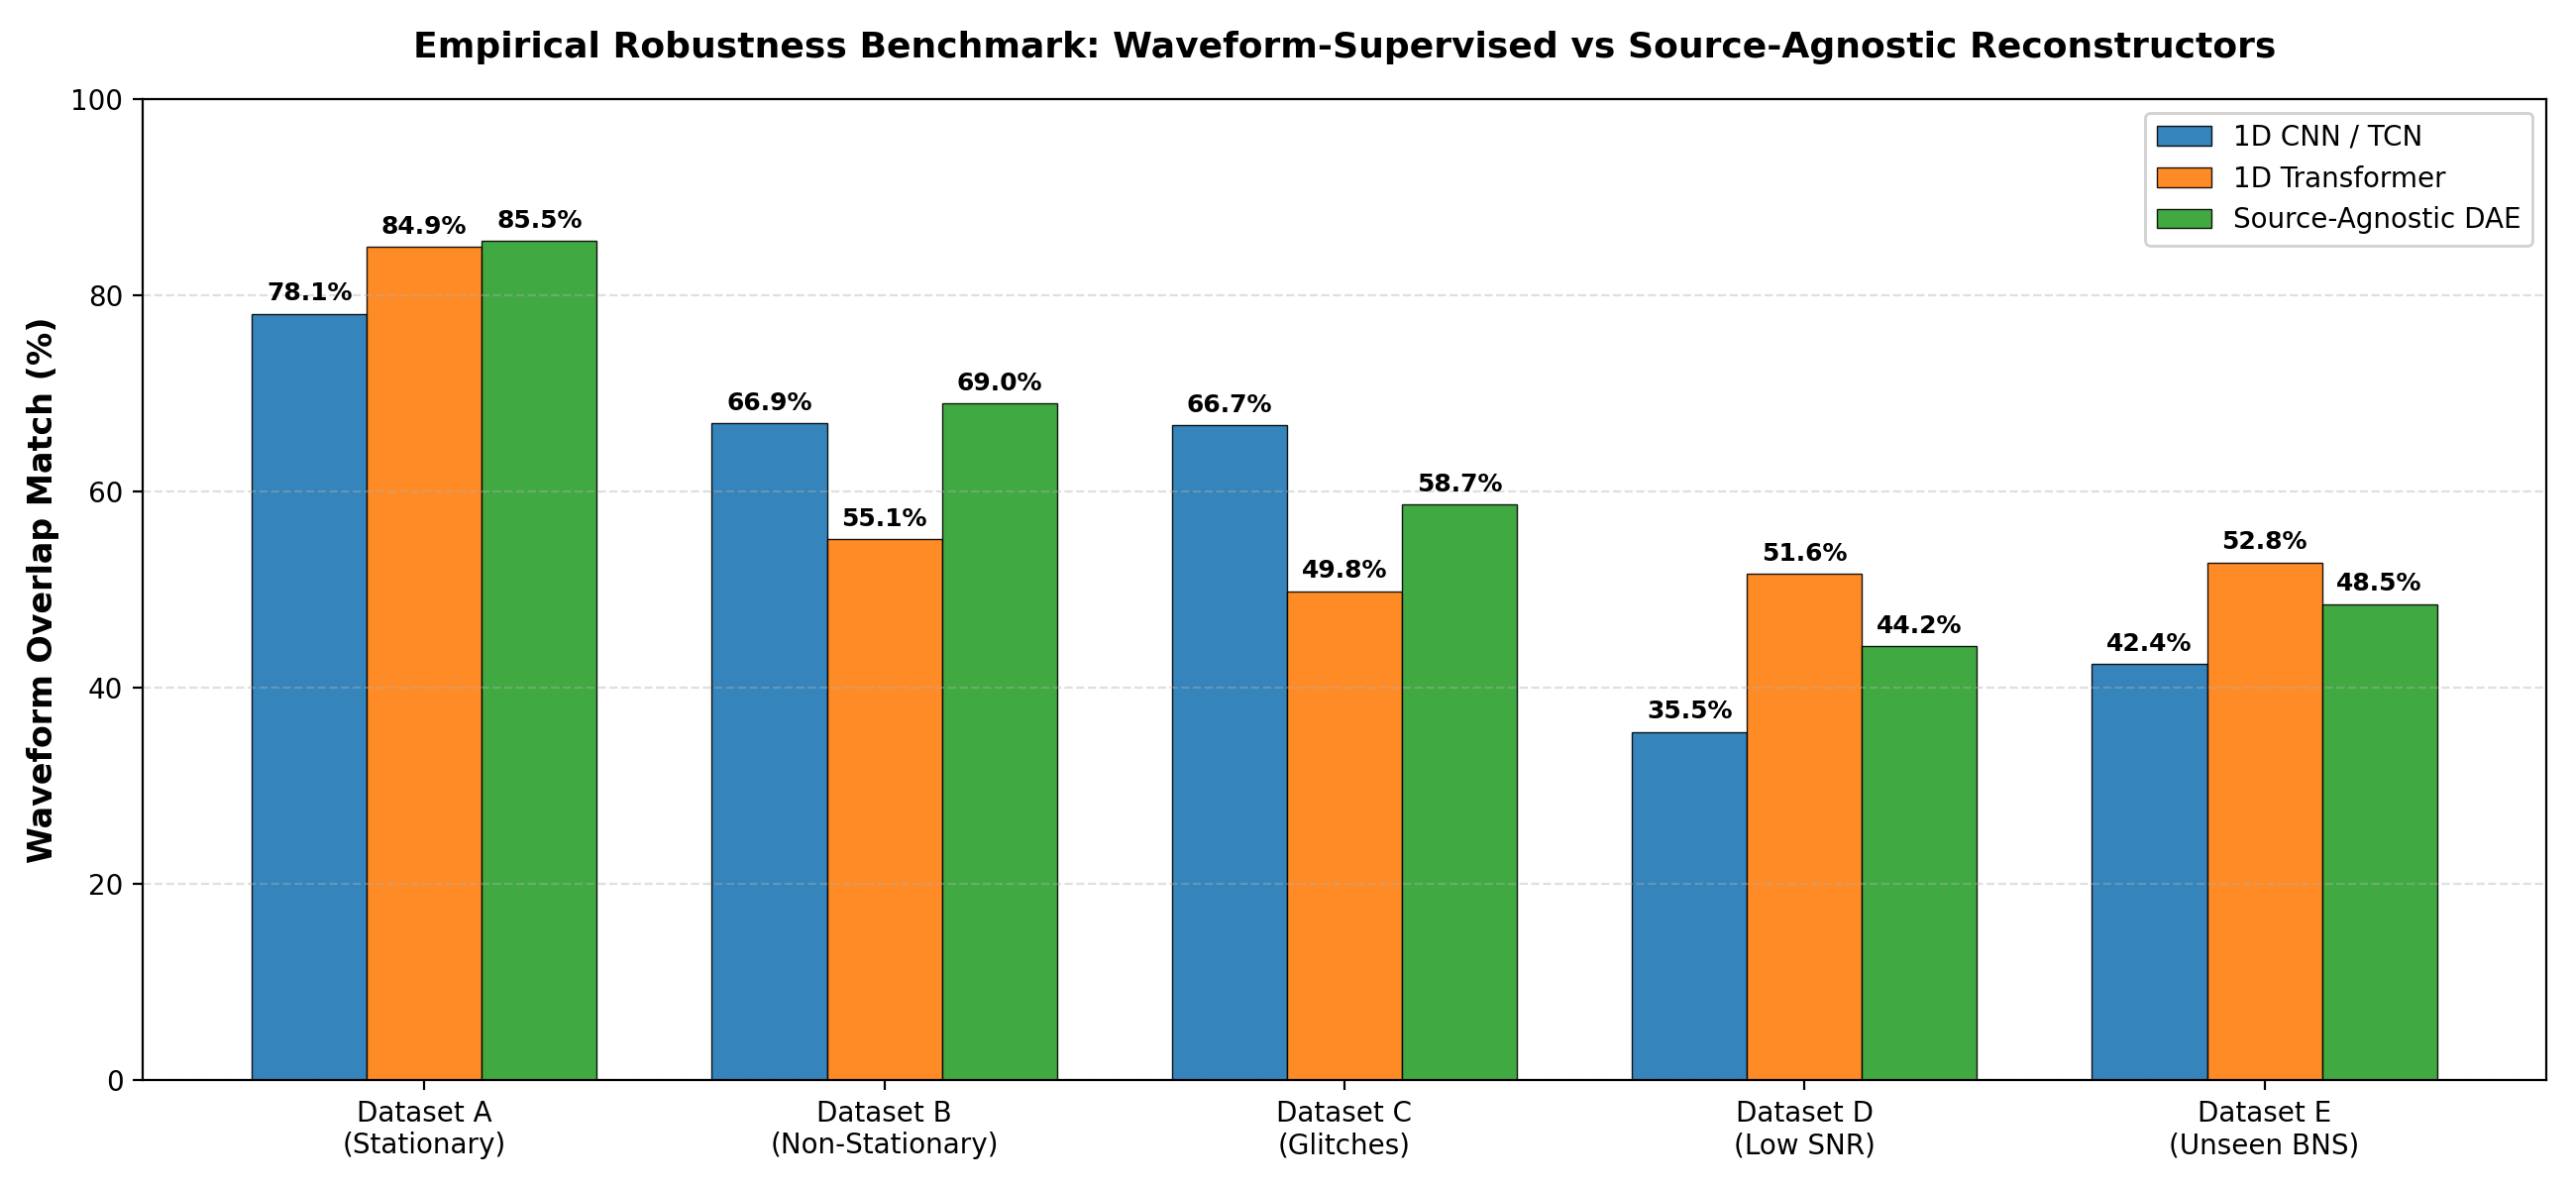 Empirical Robustness Benchmark: Waveform-Supervised vs Source-Agnostic Reconstructors
Waveform Overlap Match (%)
100
80
60
40
20
0
1D CNN / TCN
1D Transformer
Source-Agnostic DAE
78.1%
84.9%
85.5%
66.9%
55.1%
69.0%
66.7%
49.8%
58.7%
35.5%
51.6%
44.2%
42.4%
52.8%
48.5%
Dataset A
(Stationary)
Dataset B
(Non-Stationary)
Dataset C
(Glitches)
Dataset D
(Low SNR)
Dataset E
(Unseen BNS)